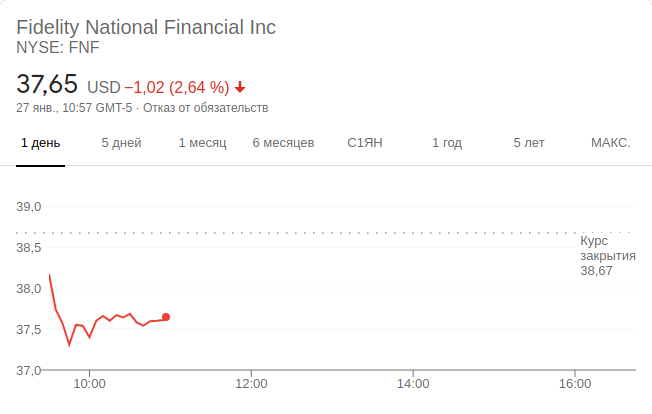 Fidelity National Financial Inc
NYSE: FNF
37,65 USD −1,02 (2,64 %)
27 янв., 10:57 GMT-5 · Отказ от обязательств
1 день 5 дней 1 месяц 6 месяцев С1ЯН 1 год 5 лет МАКС.
39,0
38,5
38,0
37,5
37,0
Курс
закрытия
38,67
10:00 12:00 14:00 16:00